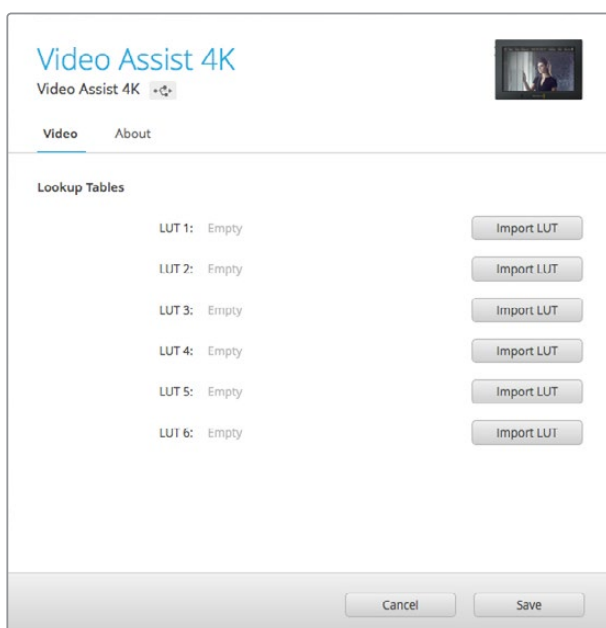 Video Assist 4K
Video Assist 4K
Video About
Lookup Tables
LUT 1: Empty Import LUT
LUT 2: Empty Import LUT
LUT 3: Empty Import LUT
LUT 4: Empty Import LUT
LUT 5: Empty Import LUT
LUT 6: Empty Import LUT
Cancel Save